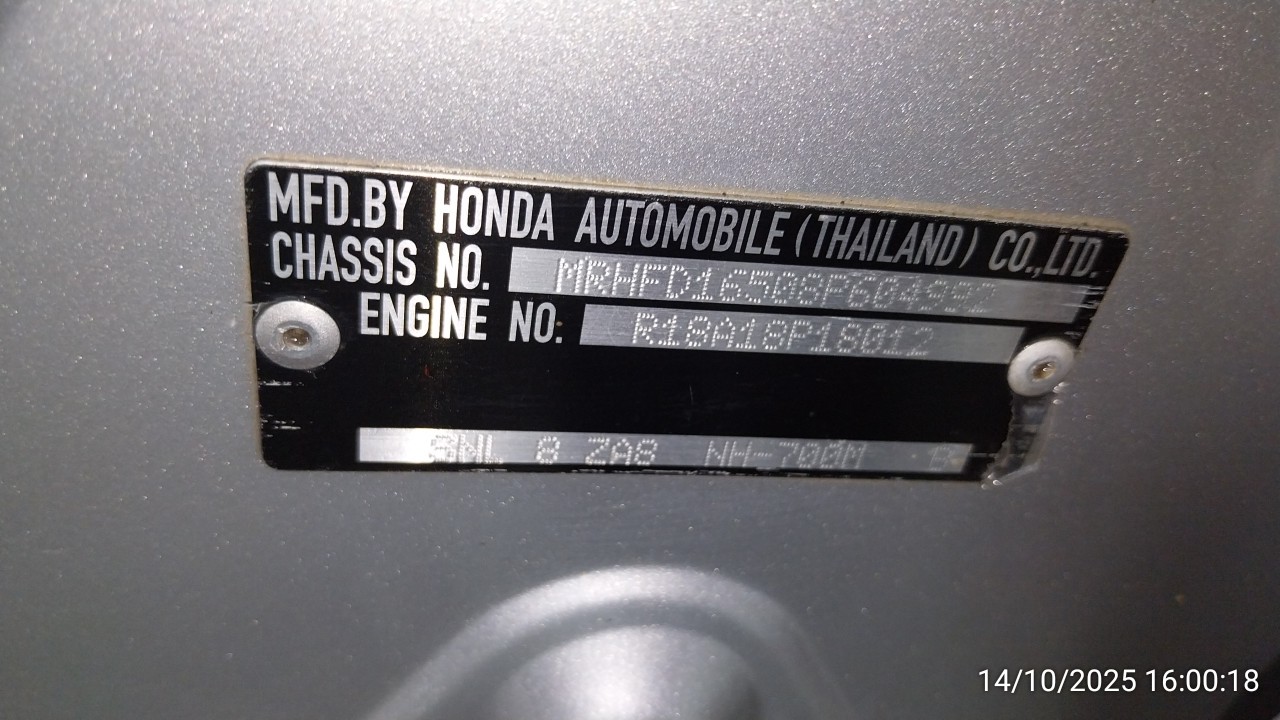 MFD.BY HONDA AUTOMOBILE (THAILAND) CO.,LTD.
CHASSIS NO. MRHFD16508P604992
ENGINE NO: R18A18P18012
SNL 8 ZA8 NH-700M B
14/10/2025 16:00:18